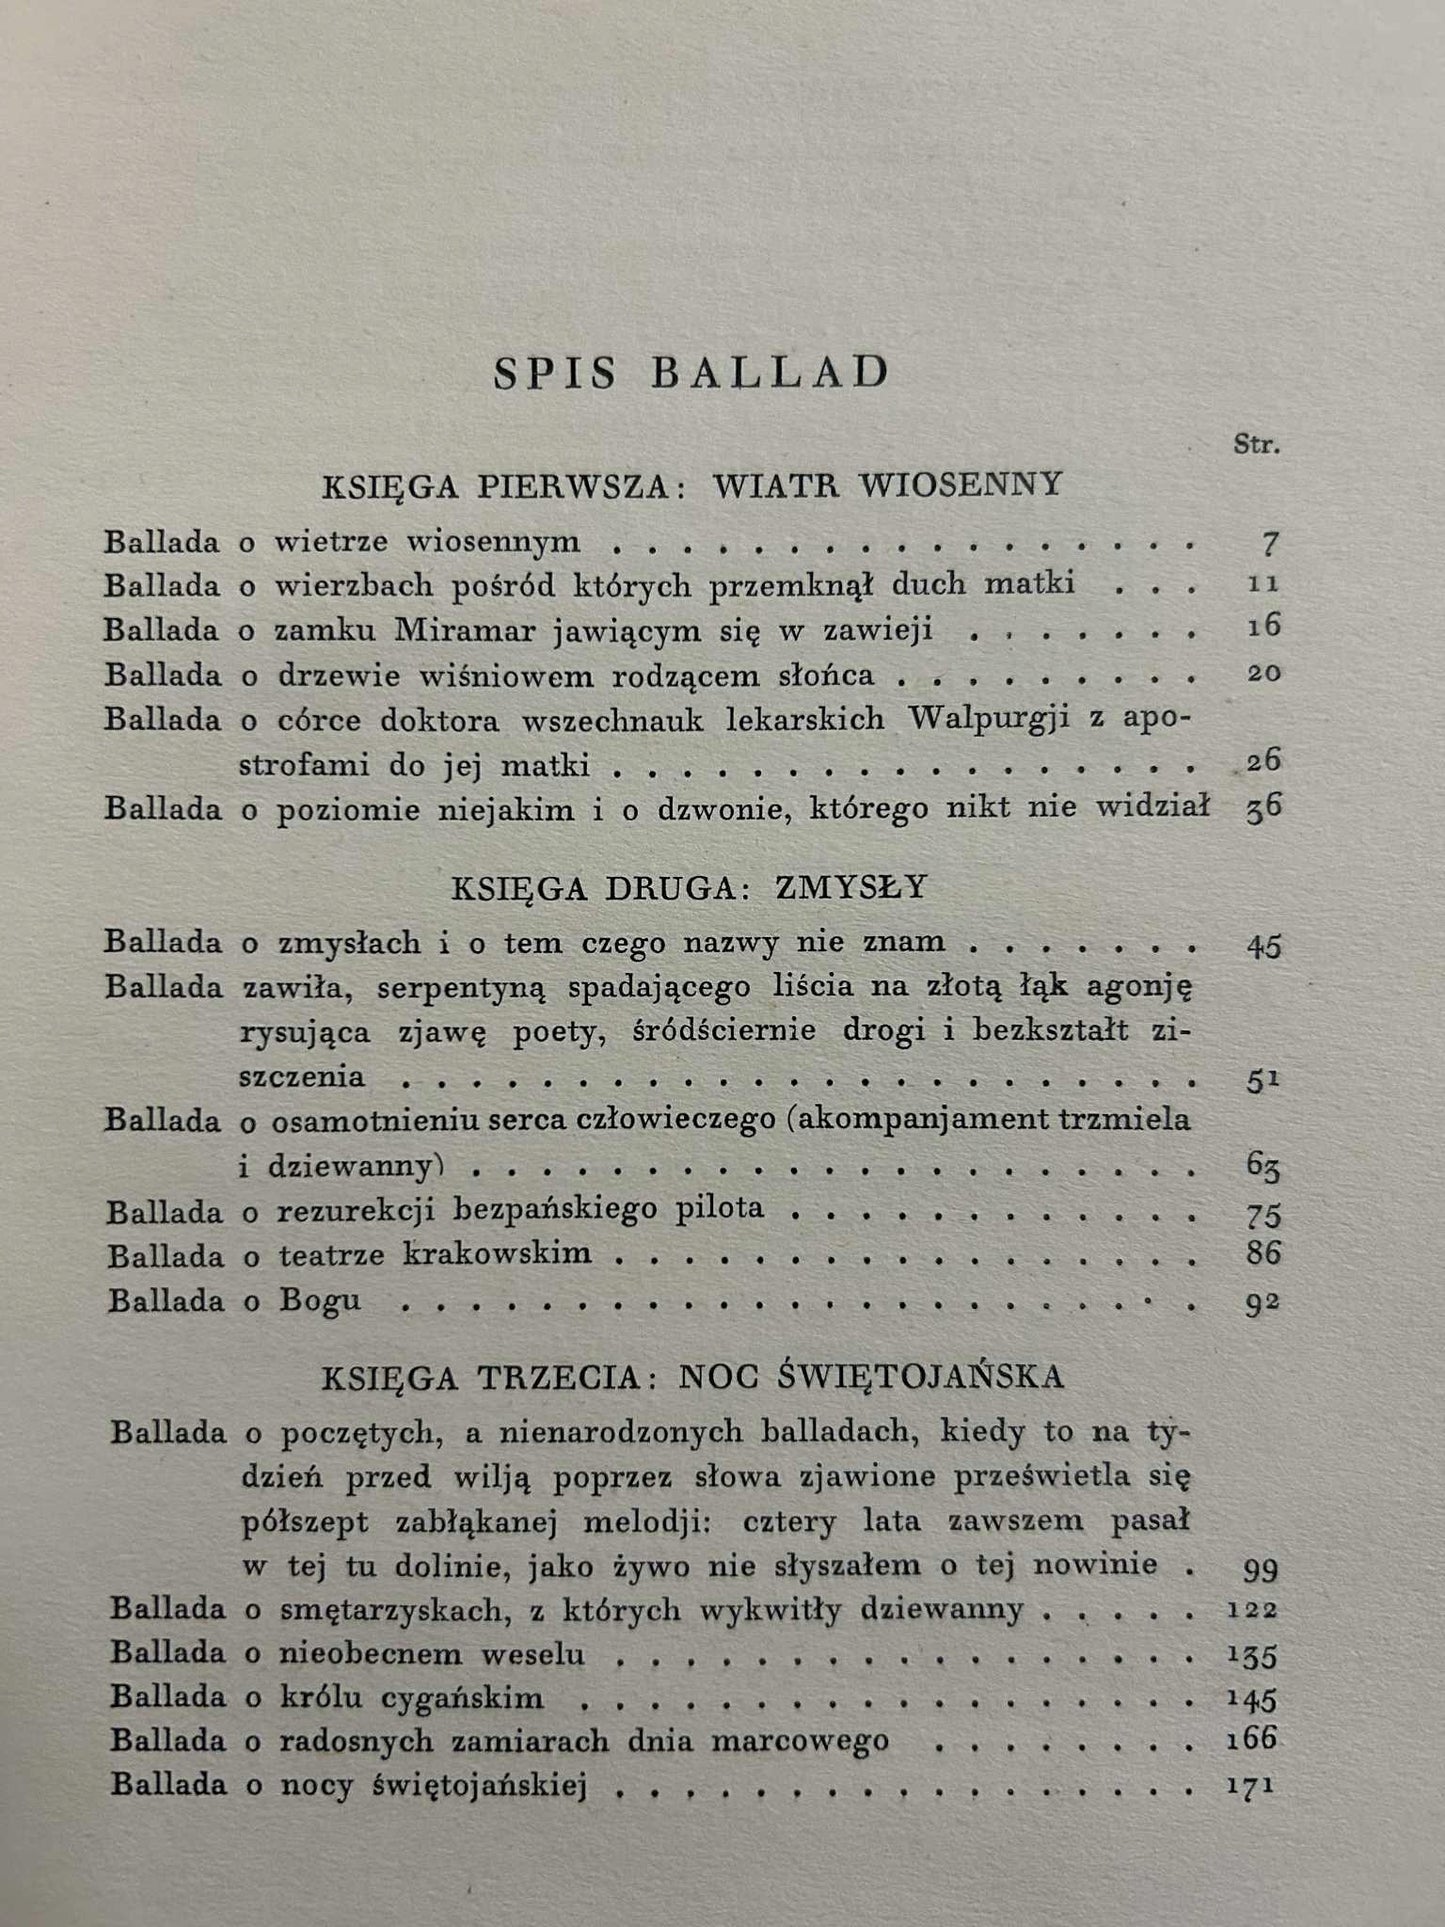 SPIS BALLAD
Str.
KSIĘGA PIERWSZA: WIATR WIOSENNY
Ballada o wietrze wiosennym . . . . . . . . . . . . . . . . . 7
Ballada o wierzbach pośród których przemknął duch matki . . . 11
Ballada o zamku Miramar jawiącym się w zawieji . . . . . . . 16
Ballada o drzewie wiśniowem rodzącem słońca . . . . . . . . . 20
Ballada o córce doktora wszechnauk lekarskich Walpurgji z apo-
strofami do jej matki . . . . . . . . . . . . . . . . . 26
Ballada o poziomie niejakim i o dzwonie, którego nikt nie widział 36
KSIĘGA DRUGA: ZMYSŁY
Ballada o zmysłach i o tem czego nazwy nie znam . . . . . . . 45
Ballada zawiła, serpentyną spadającego liścia na złotą łąk agonję
rysująca zjawę poety, śródściernie drogi i bezkształt zi-
szczenia . . . . . . . . . . . . . . . . . . . . . . . 51
Ballada o osamotnieniu serca człowieczego (akompanjament trzmiela
i dziewanny) . . . . . . . . . . . . . . . . . . . . . 63
Ballada o rezurekcji bezpańskiego pilota . . . . . . . . . . . . 75
Ballada o teatrze krakowskim . . . . . . . . . . . . . . . . . 86
Ballada o Bogu . . . . . . . . . . . . . . . . . . . . . . . 92
KSIĘGA TRZECIA: NOC ŚWIĘTOJAŃSKA
Ballada o poczętych, a nienarodzonych balladach, kiedy to na ty-
dzień przed wilją poprzez słowa zjawione prześwietla się
półszept zabłąkanej melodji: cztery lata zawszem pasał
w tej tu dolinie, jako żywo nie słyszałem o tej nowinie . 99
Ballada o smętarzyskach, z których wykwitły dziewanny . . . . . 122
Ballada o nieobecnem weselu . . . . . . . . . . . . . . . . . 135
Ballada o królu cygańskim . . . . . . . . . . . . . . . . . . 145
Ballada o radosnych zamiarach dnia marcowego . . . . . . . . 166
Ballada o nocy świętojańskiej . . . . . . . . . . . . . . . . . 171